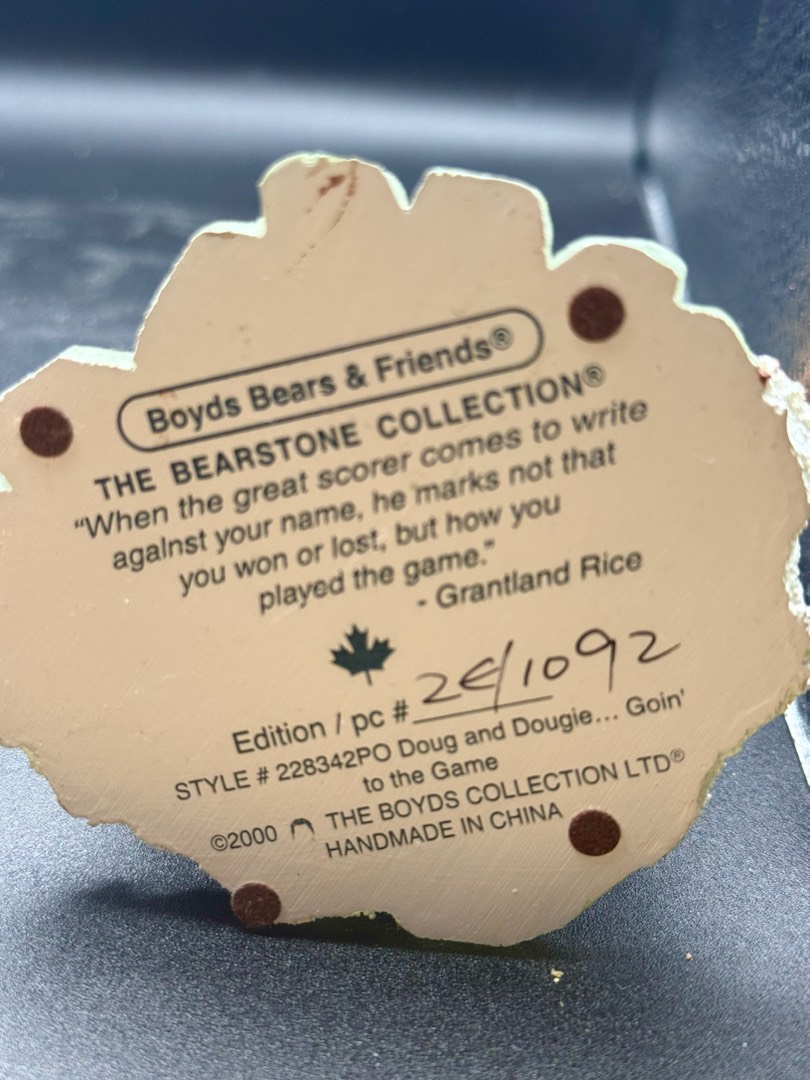 Boyds Bears & Friends®
THE BEARSTONE COLLECTION®
"When the great scorer comes to write
against your name, he marks not that
you won or lost, but how you
played the game."
- Grantland Rice
Edition / pc # 2E/1092
STYLE # 228342PO Doug and Dougie... Goin'
to the Game
©2000 THE BOYDS COLLECTION LTD®
HANDMADE IN CHINA